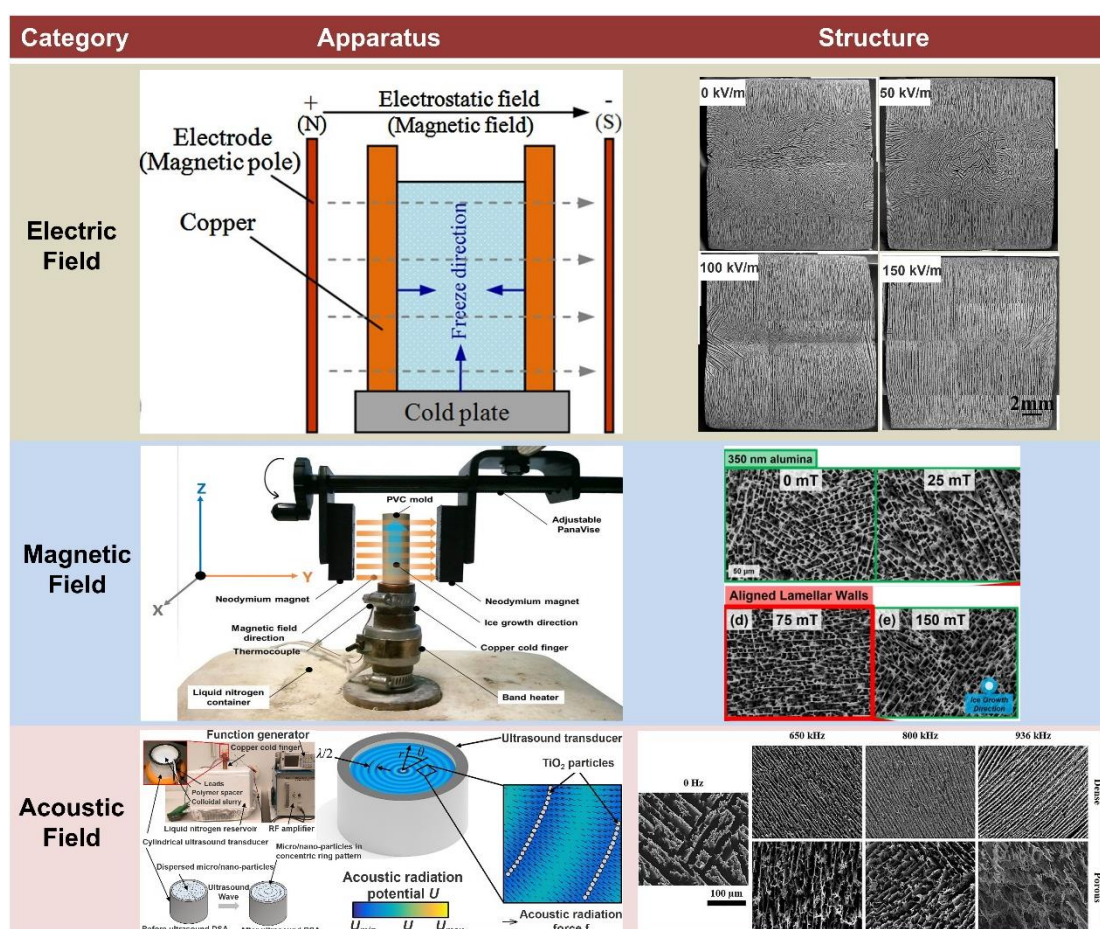 Category
Apparatus
Structure
Electric
Field
+
(N)
Electrostatic field
(Magnetic field)
-
(S)
Electrode
(Magnetic pole)
Copper
Freeze direction
Cold plate
0 kV/m
50 kV/m
100 kV/m
150 kV/m
2mm
Magnetic
Field
Z
Y
X
PVC mold
Adjustable
PanaVise
Neodymium magnet
Neodymium magnet
Magnetic field
direction
Ice growth direction
Thermocouple
Copper cold finger
Liquid nitrogen
container
Band heater
350 nm alumina
0 mT
25 mT
50 µm
Aligned Lamellar Walls
(d)
75 mT
(e)
150 mT
Ice Growth
Direction
Acoustic
Field
Function generator
Copper cold finger
Leads
Polymer spacer
Colloidal slurry
Liquid nitrogen reservoir
RF amplifier
Cylindrical ultrasound transducer
Dispersed micro/nano-particles
Micro/nano-particles in
concentric ring pattern
Ultrasound
Wave
λ/2
r
θ
Ultrasound transducer
TiO2 particles
Acoustic radiation
potential U
U
Acoustic radiation
force f
0 Hz
100 µm
650 kHz
800 kHz
936 kHz
Dense
Porous